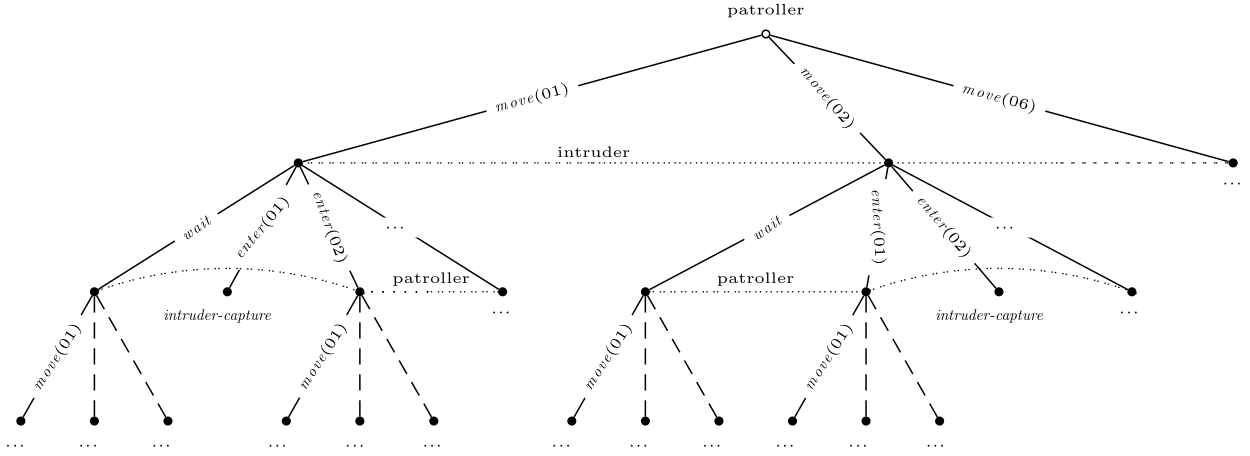 patroller
move(01)
move(02)
move(06)
intruder
...
wait
enter(01)
enter(02)
...
wait
enter(01)
enter(02)
...
patroller
patroller
intruder-capture
...
intruder-capture
...
move(01)
move(01)
move(01)
move(01)
... ... ... ... ... ... ... ... ... ... ... ...